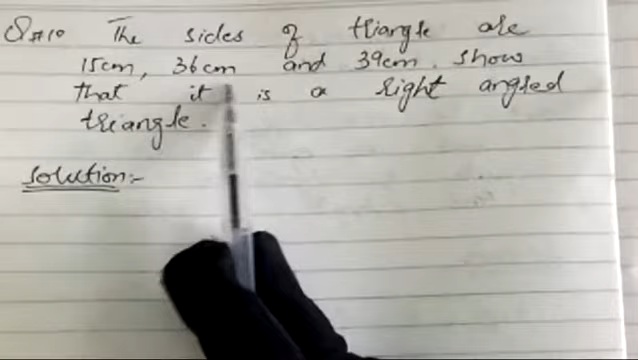 Q#10 The sides of triangle are
15cm, 36cm and 39cm. show
that it is a right angled
triangle.
Solution:-